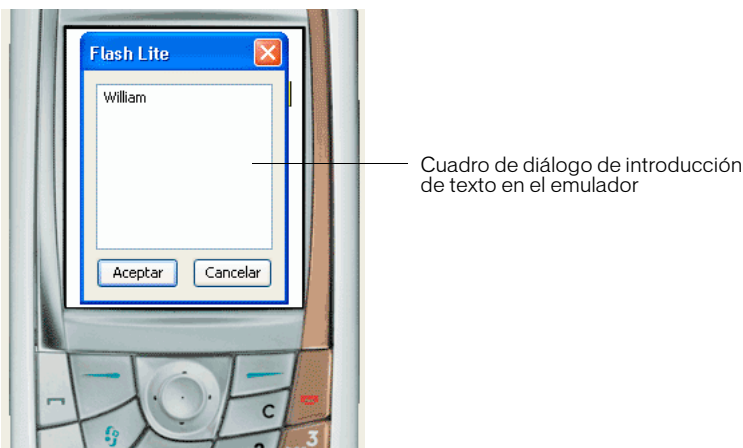 Flash Lite
William
Cuadro de diálogo de introducción
de texto en el emulador
Aceptar
Cancelar
C
3